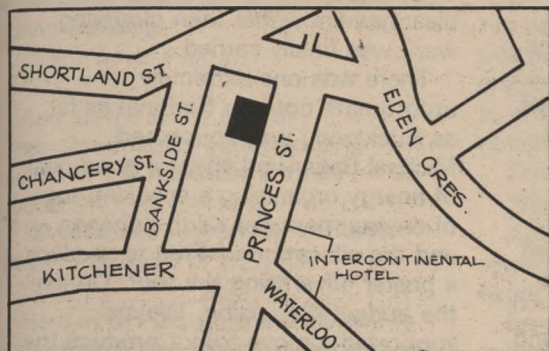 SHORTLAND ST.
CHANCERY ST.
BANKSIDE ST.
PRINCES. ST.
EDEN CRES.
INTERCONTINENTAL
HOTEL
KITCHENER
WATERLOO